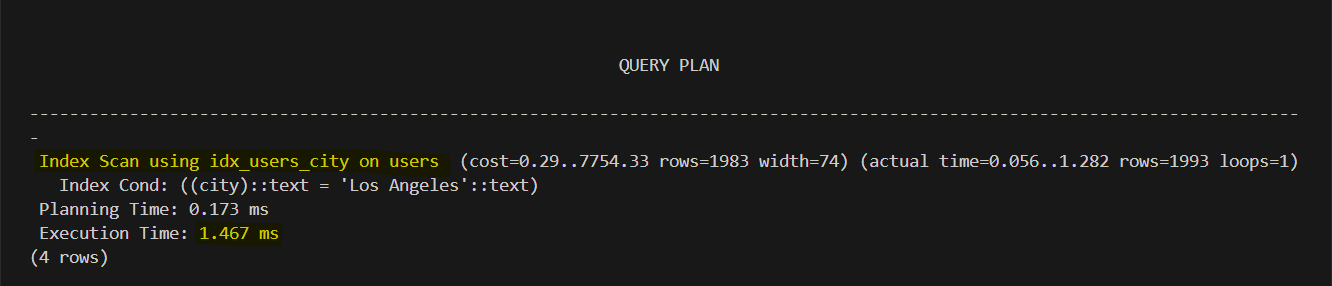 QUERY PLAN
-------------------------------------------------------------------------------------------------------------------------------
-
Index Scan using idx_users_city on users (cost=0.29..7754.33 rows=1983 width=74) (actual time=0.056..1.282 rows=1993 loops=1)
Index Cond: ((city)::text = 'Los Angeles'::text)
Planning Time: 0.173 ms
Execution Time: 1.467 ms
(4 rows)